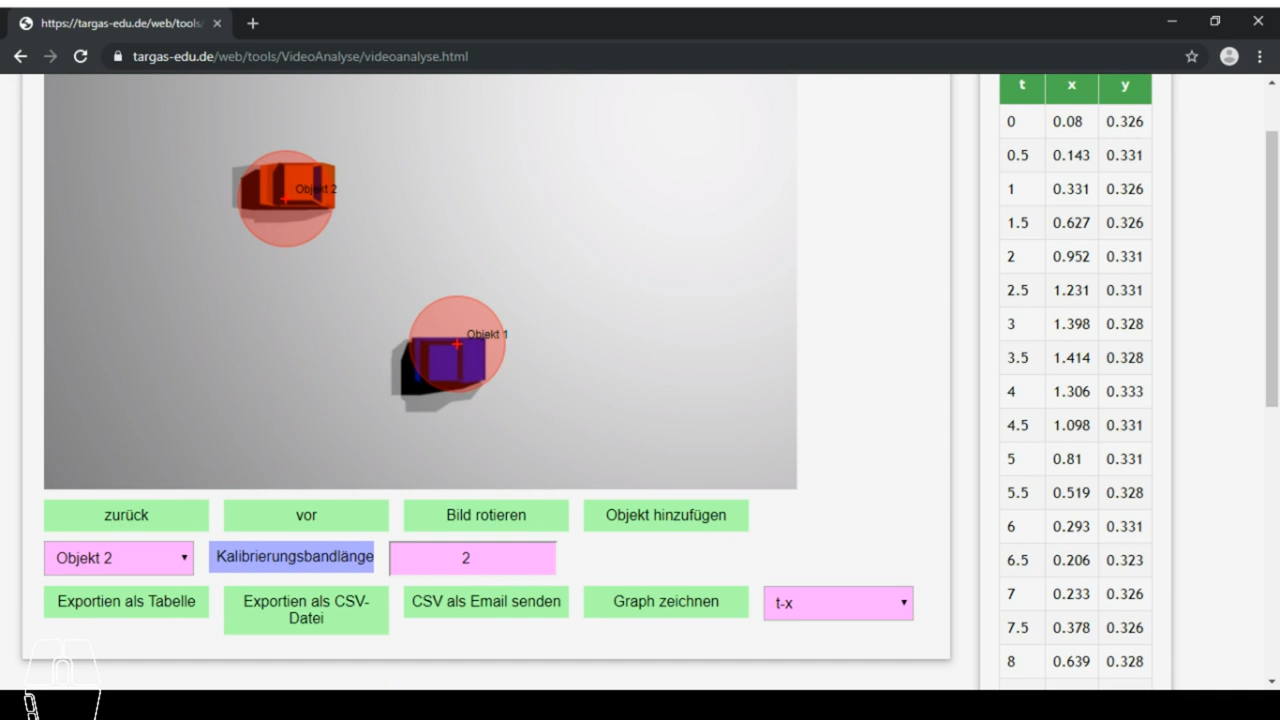 https://targas-edu.de/web/tools
targas-edu.de/web/tools/VideoAnalyse/videoanalyse.html
Objekt 2
Objekt 1
zurück vor Bild rotieren Objekt hinzufügen
Objekt 2 Kalibrierungsbandlänge 2
Exportien als Tabelle Exportien als CSV- CSV als Email senden Graph zeichnen t-x
Datei
t x y
0 0.08 0.326
0.5 0.143 0.331
1 0.331 0.326
1.5 0.627 0.326
2 0.952 0.331
2.5 1.231 0.331
3 1.398 0.328
3.5 1.414 0.328
4 1.306 0.333
4.5 1.098 0.331
5 0.81 0.331
5.5 0.519 0.328
6 0.293 0.331
6.5 0.206 0.323
7 0.233 0.326
7.5 0.378 0.326
8 0.639 0.328